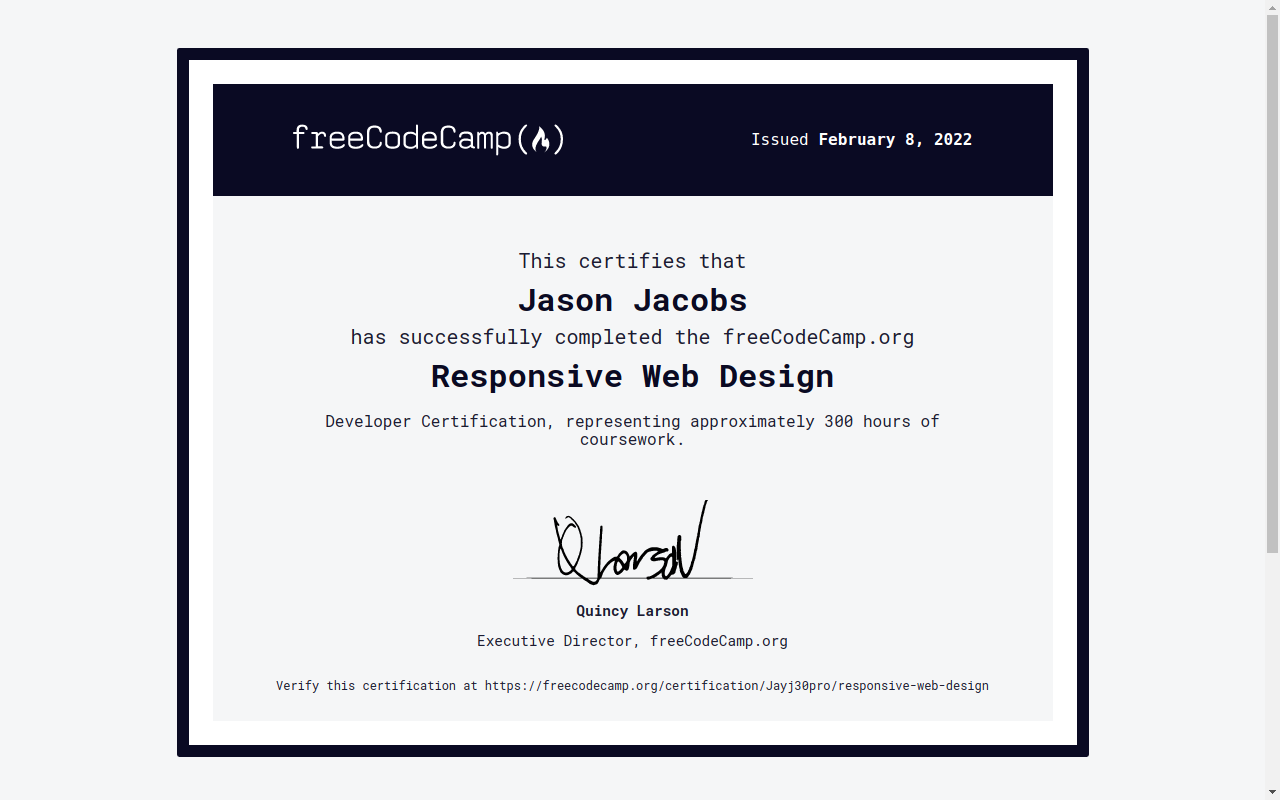 freeCodeCamp
Issued February 8, 2022
This certifies that
Jason Jacobs
has successfully completed the freeCodeCamp.org
Responsive Web Design
Developer Certification, representing approximately 300 hours of
coursework.
Q Larson
Quincy Larson
Executive Director, freeCodeCamp.org
Verify this certification at https://freecodecamp.org/certification/Jayj30pro/responsive-web-design